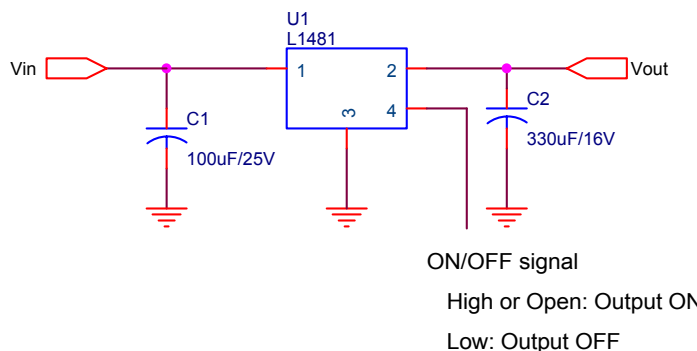 U1
L1481
Vin
1
2
Vout
3
4
C1
100uF/25V
C2
330uF/16V
ON/OFF signal
High or Open: Output ON
Low: Output OFF